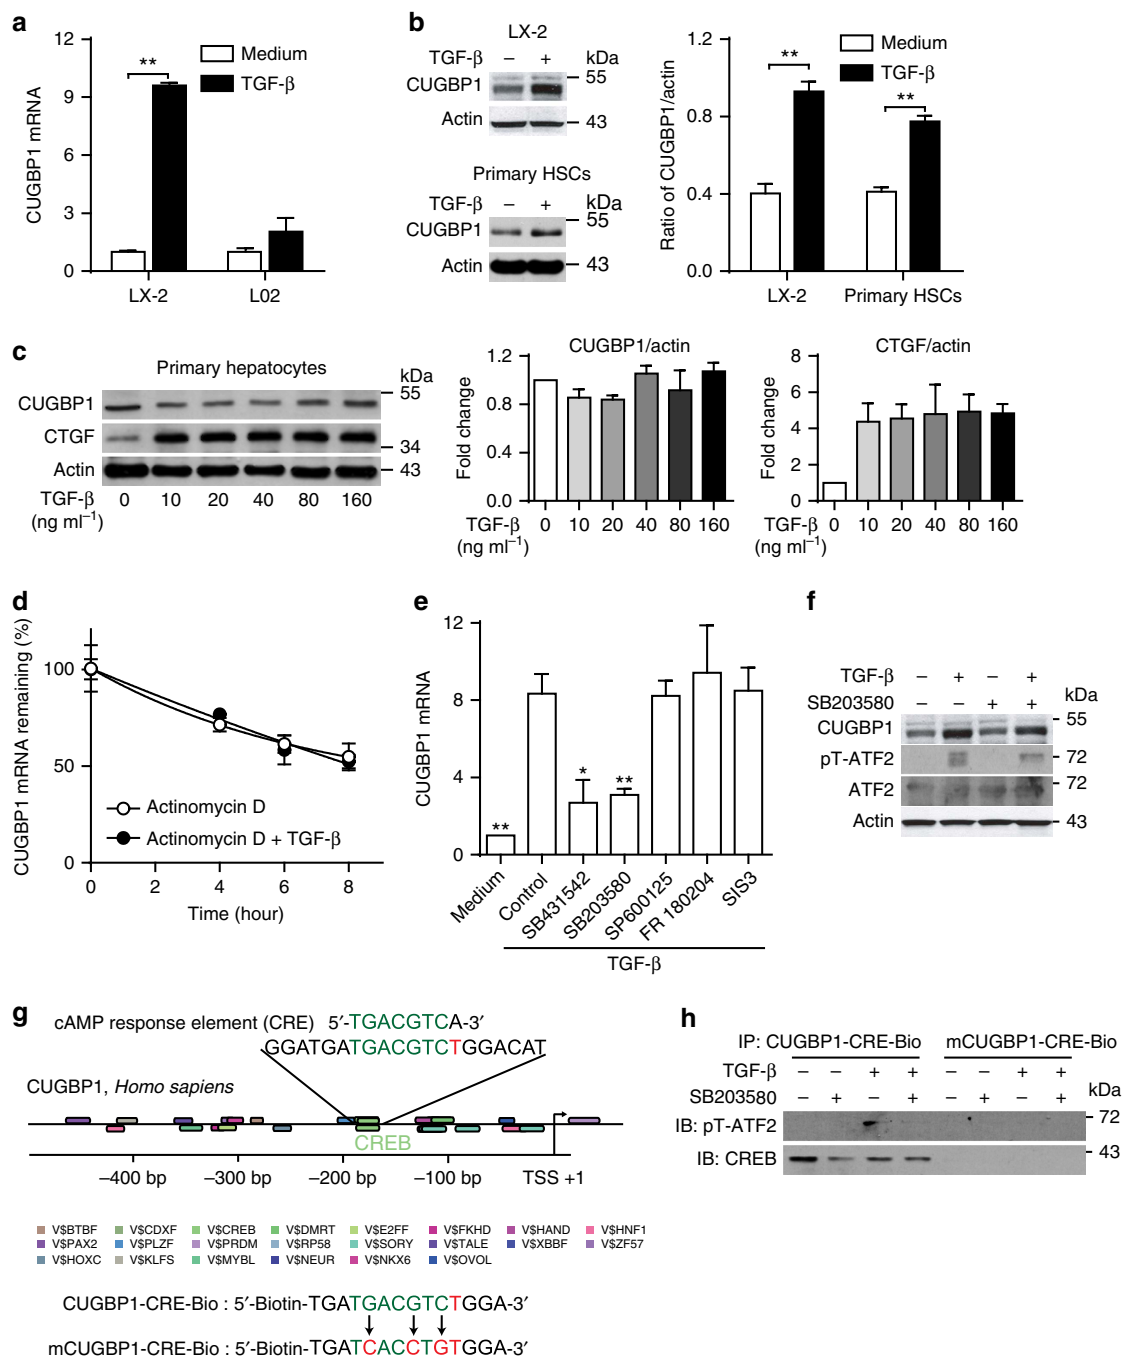 a
12
9
6
3
0
CUGBP1 mRNA
**
Medium
TGF-β
LX-2
L02
b
LX-2
TGF-β – + kDa
CUGBP1
55
Actin
43
Primary HSCs
TGF-β – + kDa
CUGBP1
55
Actin
43
1.2
0.8
0.4
0.0
Ratio of CUGBP1/actin
**
**
Medium
TGF-β
LX-2
Primary HSCs
c
Primary hepatocytes
kDa
CUGBP1
55
CTGF
34
Actin
43
TGF-β 0 10 20 40 80 160
(ng ml⁻¹)
CUGBP1/actin
1.2
0.8
0.4
0.0
Fold change
TGF-β 0 10 20 40 80 160
(ng ml⁻¹)
CTGF/actin
8
6
4
2
0
Fold change
TGF-β 0 10 20 40 80 160
(ng ml⁻¹)
d
CUGBP1 mRNA remaining (%)
100
50
0
Actinomycin D
Actinomycin D + TGF-β
0 2 4 6 8
Time (hour)
e
12
8
4
0
CUGBP1 mRNA
**
*
**
Medium
Control
SB431542
SB203580
SP600125
FR 180204
SIS3
TGF-β
f
TGF-β – + – +
SB203580 – – + +
kDa
CUGBP1
55
pT-ATF2
72
ATF2
72
Actin
43
g
cAMP response element (CRE) 5′-TGACGTCA-3′
GGATGATGACGTCTGGACAT
CUGBP1, Homo sapiens
CREB
–400 bp –300 bp –200 bp –100 bp TSS +1
V$BTBF V$CDXF V$CREB V$DMRT V$E2FF V$FKHD V$HAND V$HNF1
V$PAX2 V$PLZF V$PRDM V$RP58 V$SORY V$TALE V$XBBF V$ZF57
V$HOXC V$KLFS V$MYBL V$NEUR V$NKX6 V$OVOL
CUGBP1-CRE-Bio : 5′-Biotin-TGATGACGTCTGGA-3′
mCUGBP1-CRE-Bio : 5′-Biotin-TGATCACCTGTGGA-3′
h
IP: CUGBP1-CRE-Bio mCUGBP1-CRE-Bio
TGF-β – – + + – – + +
SB203580 – + – + – + – +
kDa
IB: pT-ATF2
72
IB: CREB
43